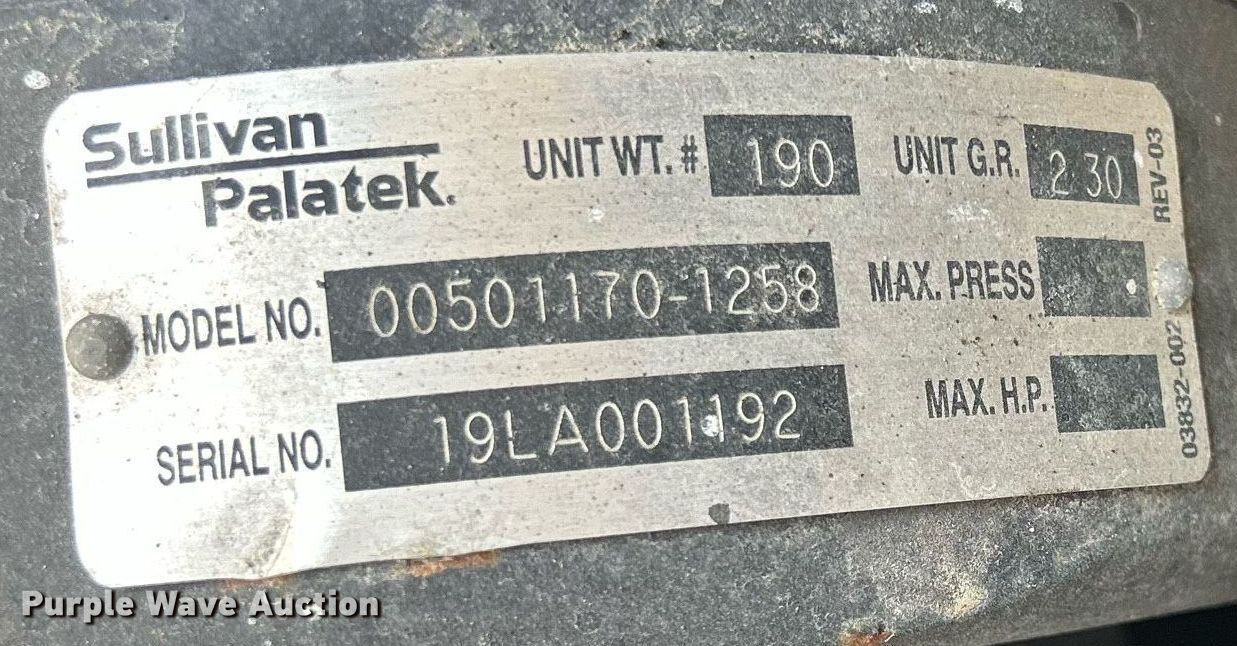 Sullivan
Palatek.
UNIT WT. # 190
UNIT G.R. 2 30
MODEL NO. 00501170-1258
MAX. PRESS
SERIAL NO. 19LA001192
MAX. H.P.
03832-002 REV-03
Purple Wave Auction